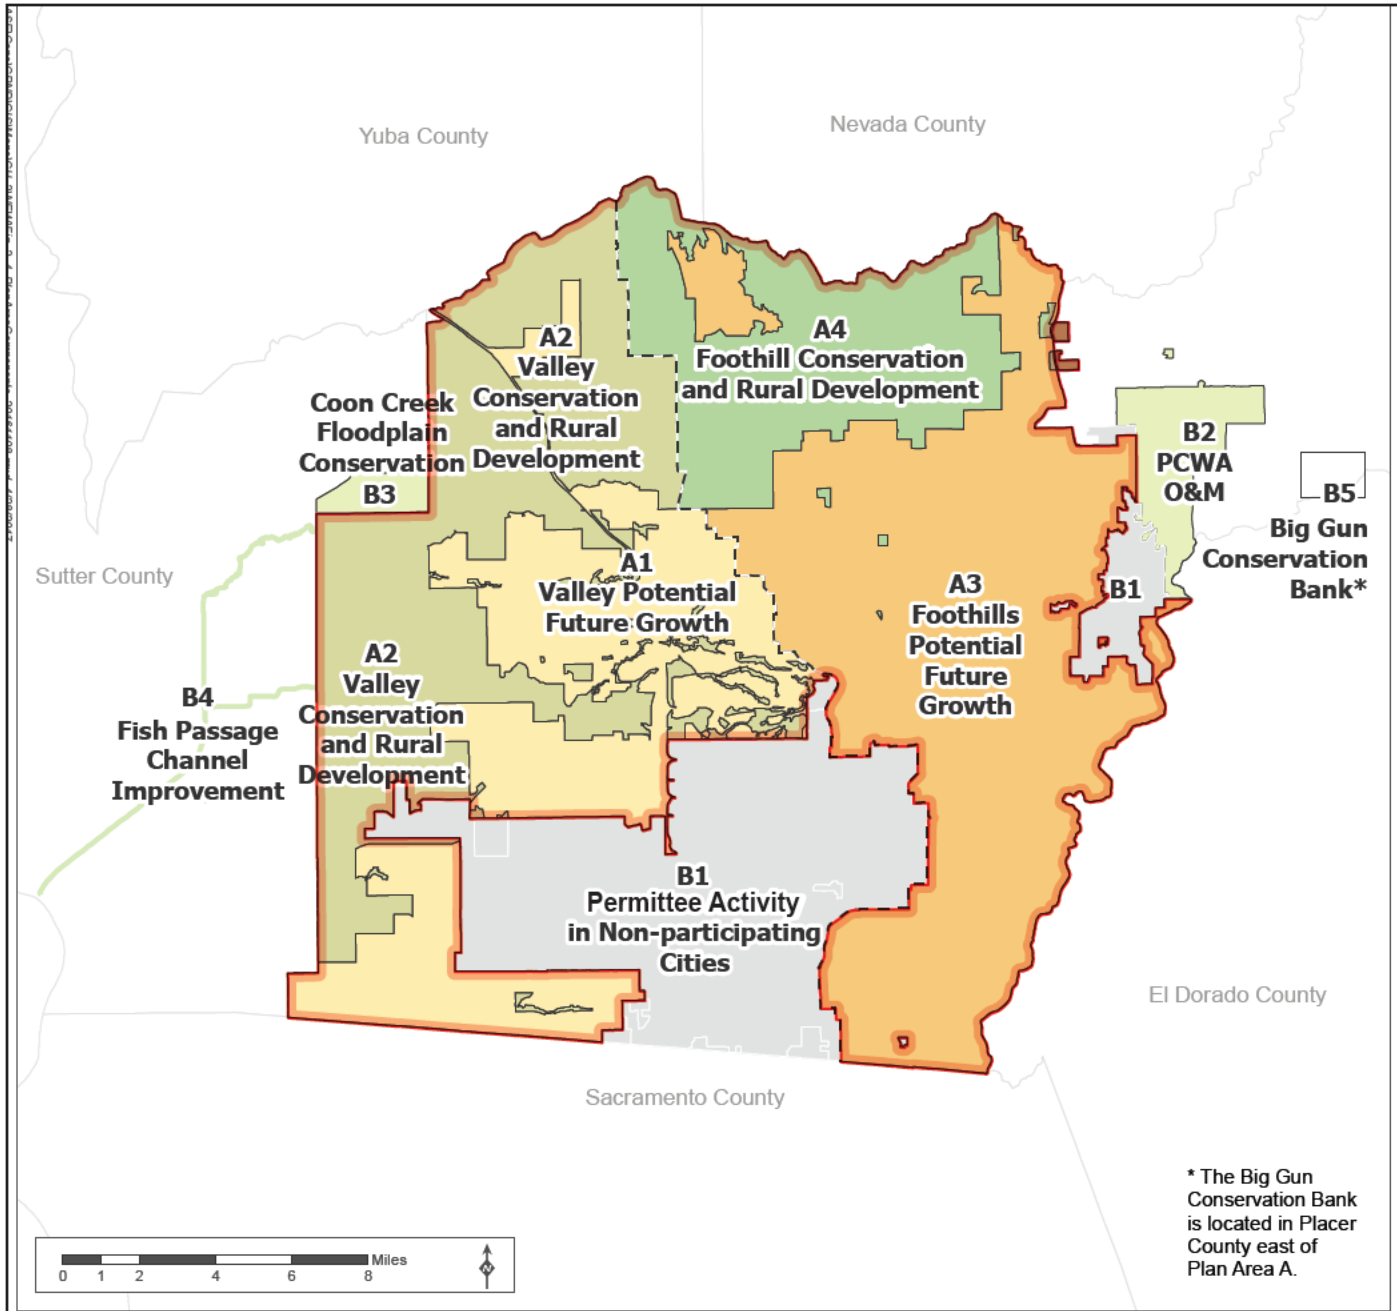 Yuba County
Nevada County
A2
Valley
Conservation
and Rural
Development
A4
Foothill Conservation
and Rural Development
Coon Creek
Floodplain
Conservation
B3
B2
PCWA
O&M
B5
Big Gun
Conservation
Bank*
Sutter County
A1
Valley Potential
Future Growth
A3
Foothills
Potential
Future
Growth
B1
A2
Valley
Conservation
and Rural
Development
B4
Fish Passage
Channel
Improvement
B1
Permittee Activity
in Non-participating
Cities
El Dorado County
Sacramento County
* The Big Gun
Conservation Bank
is located in Placer
County east of
Plan Area A.
Miles
0 1 2 4 6 8
N